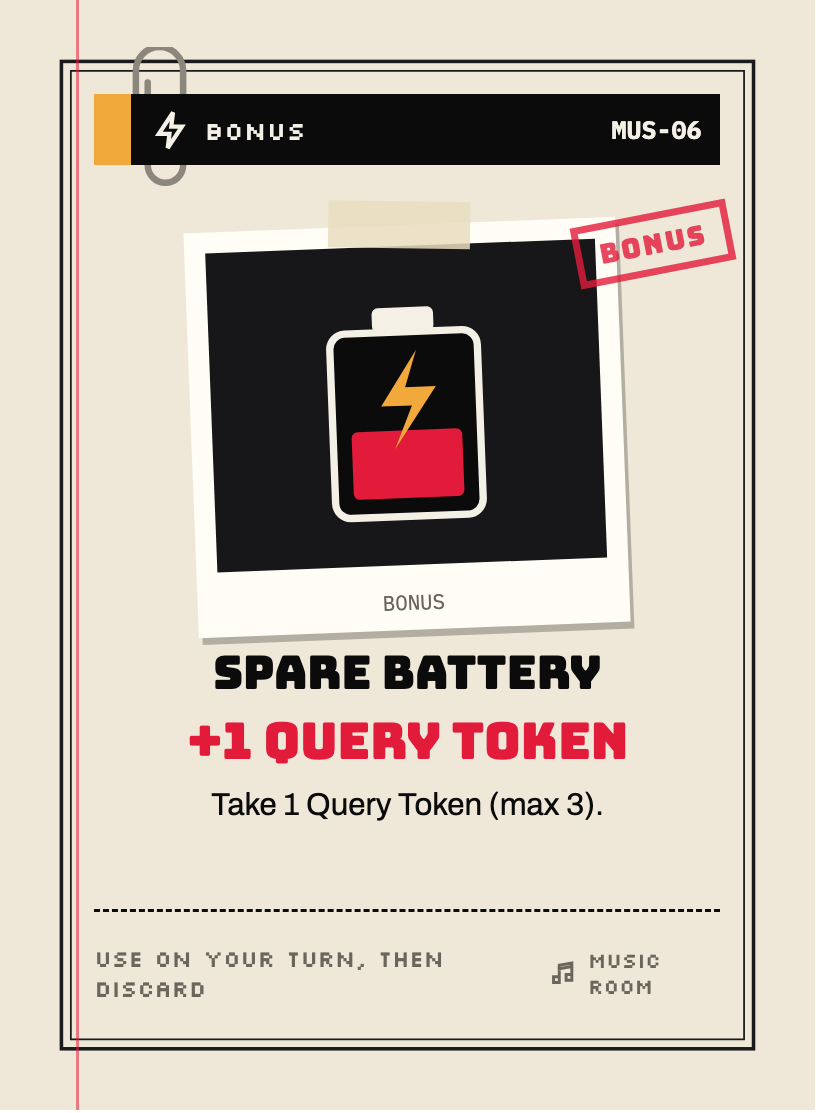 BONUS
MUS-06
BONUS
BONUS
SPARE BATTERY
+1 QUERY TOKEN
Take 1 Query Token (max 3).
USE ON YOUR TURN, THEN
DISCARD
MUSIC
ROOM